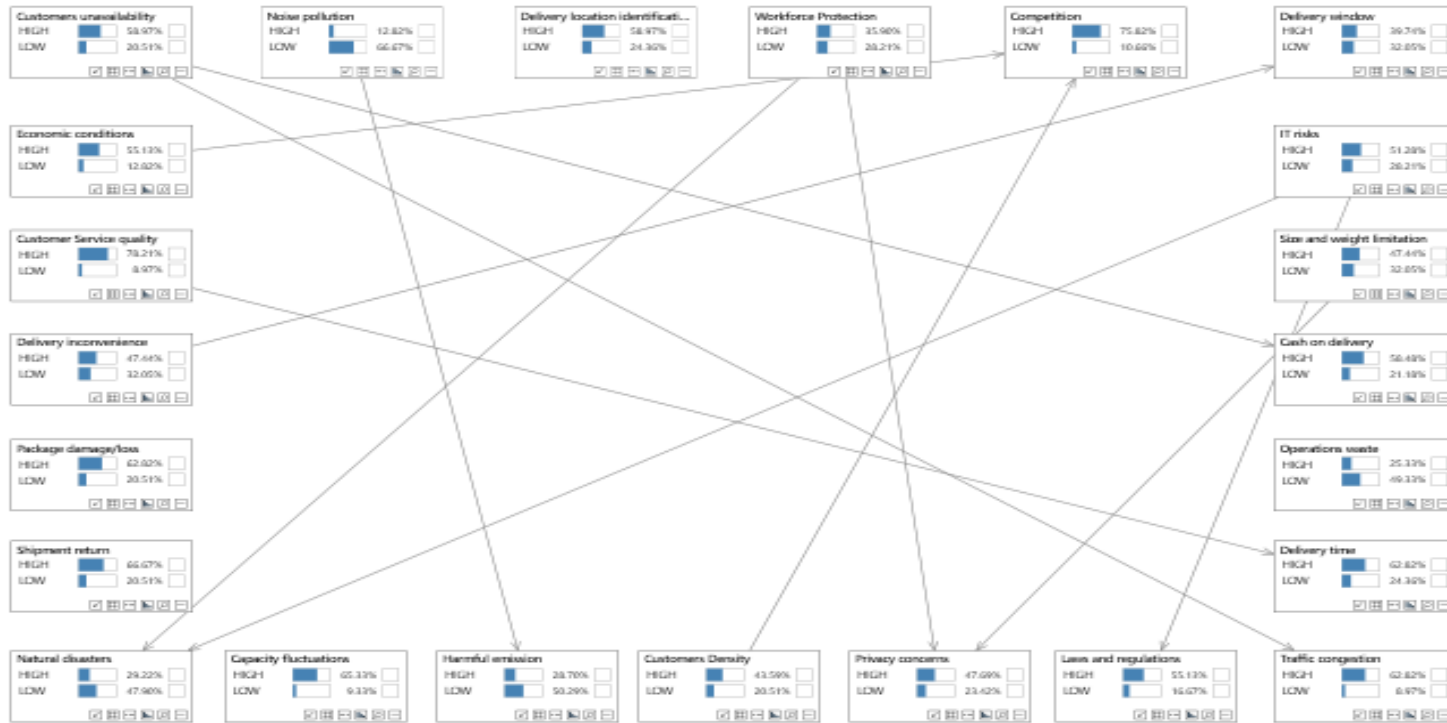 Customers unavailability
HIGH 58.97%
LOW 20.51%
Noise pollution
HIGH 12.82%
LOW 66.67%
Delivery location identificati...
HIGH 58.97%
LOW 24.36%
Workforce Protection
HIGH 35.90%
LOW 28.21%
Competition
HIGH 75.82%
LOW 10.66%
Delivery window
HIGH 39.74%
LOW 32.05%
Economic conditions
HIGH 55.13%
LOW 12.82%
IT risks
HIGH 51.28%
LOW 28.21%
Customer Service quality
HIGH 78.21%
LOW 8.97%
Size and weight limitation
HIGH 47.44%
LOW 32.05%
Delivery inconvenience
HIGH 47.44%
LOW 32.05%
Cash on delivery
HIGH 58.48%
LOW 21.18%
Package damage/loss
HIGH 62.82%
LOW 20.51%
Operations waste
HIGH 25.33%
LOW 49.33%
Shipment return
HIGH 66.67%
LOW 20.51%
Delivery time
HIGH 62.82%
LOW 24.36%
Natural disasters
HIGH 29.22%
LOW 47.90%
Capacity fluctuations
HIGH 65.33%
LOW 9.33%
Harmful emission
HIGH 28.70%
LOW 50.29%
Customers Density
HIGH 43.59%
LOW 20.51%
Privacy concerns
HIGH 47.69%
LOW 23.42%
Laws and regulations
HIGH 55.13%
LOW 16.67%
Traffic congestion
HIGH 62.82%
LOW 8.97%